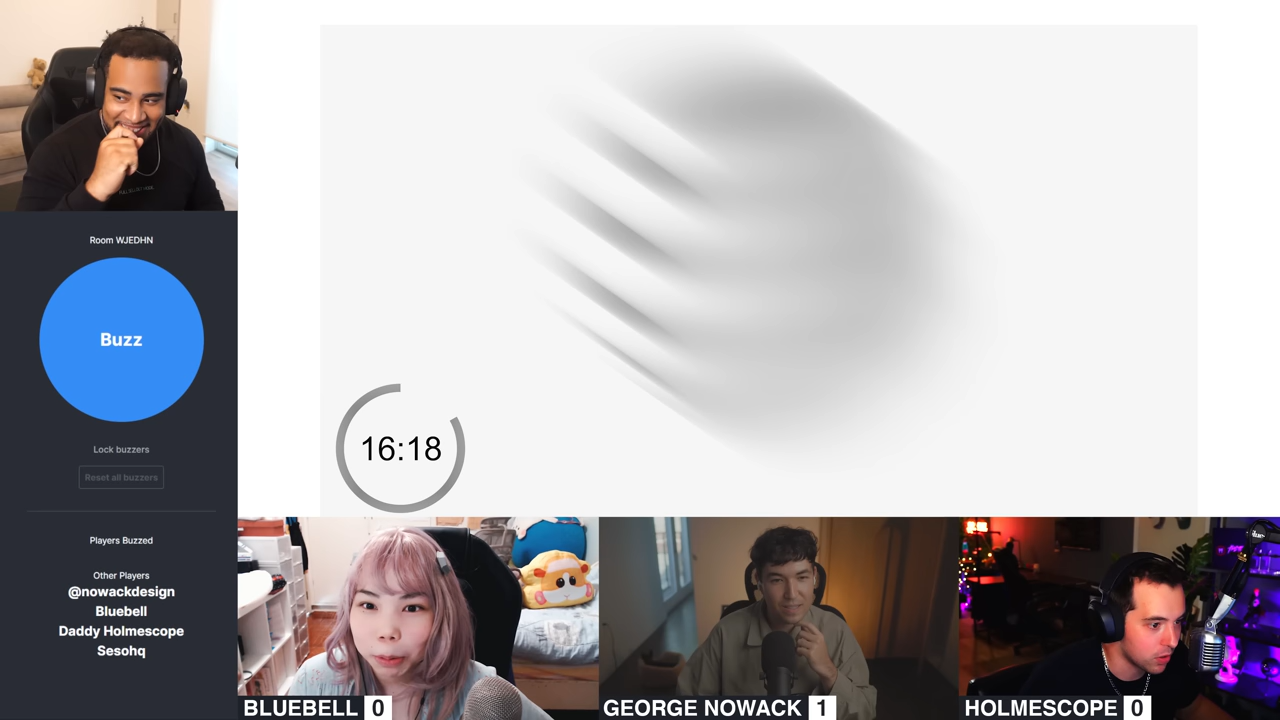 Room WJEDHN
Buzz
Lock buzzers
Reset all buzzers
Players Buzzed
Other Players
@nowackdesign
Bluebell
Daddy Holmescope
Sesohq
16:18
BLUEBELL 0
GEORGE NOWACK 1
HOLMESCOPE 0